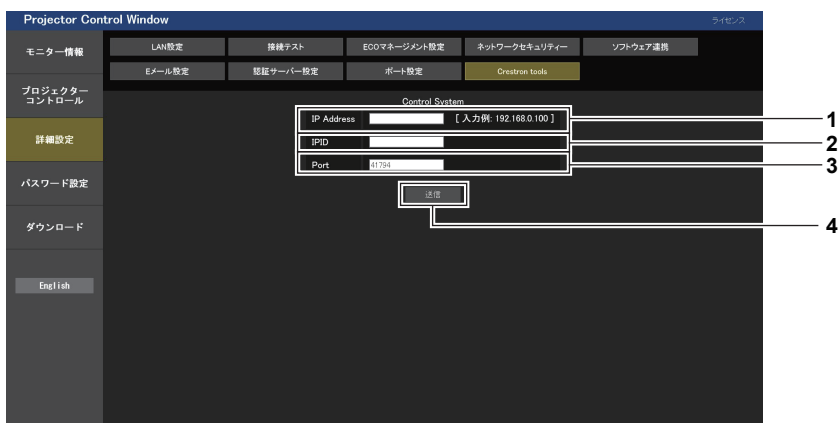 Projector Control Window
ライセンス
モニター情報
プロジェクター
コントロール
詳細設定
パスワード設定
ダウンロード
English
LAN設定
接続テスト
ECOマネージメント設定
ネットワークセキュリティー
ソフトウェア連携
Eメール設定
認証サーバー設定
ポート設定
Crestron tools
Control System
IP Address [ 入力例: 192.168.0.100 ]
IPID
Port 41794
送信
1
2
3
4